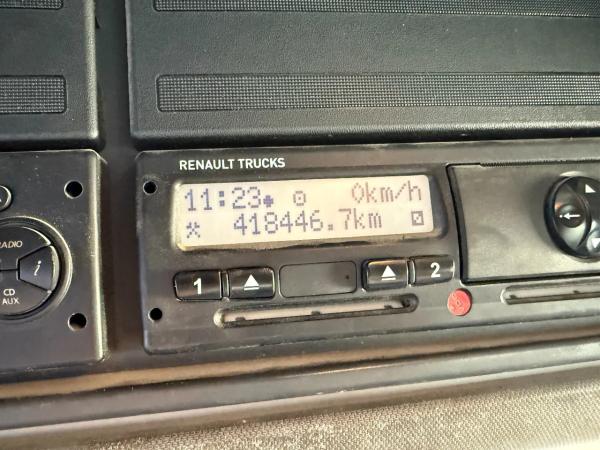 RENAULT TRUCKS
11:23 0km/h
418446.7km
1 2
RADIO
i
CD
AUX